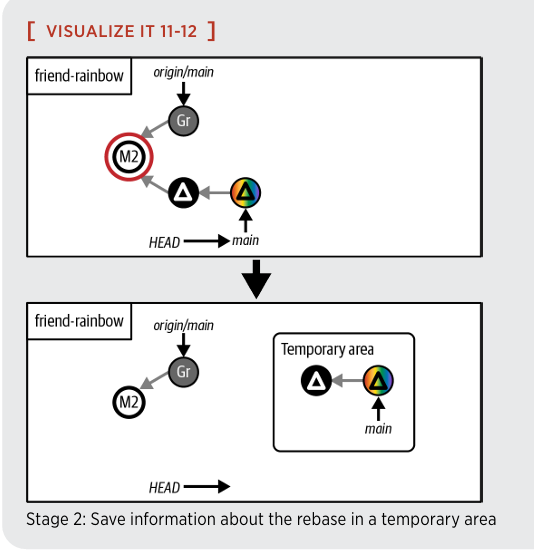 [ VISUALIZE IT 11-12 ]
friend-rainbow
origin/main
Gr
M2
HEAD
main
friend-rainbow
origin/main
Gr
M2
Temporary area
main
HEAD
Stage 2: Save information about the rebase in a temporary area